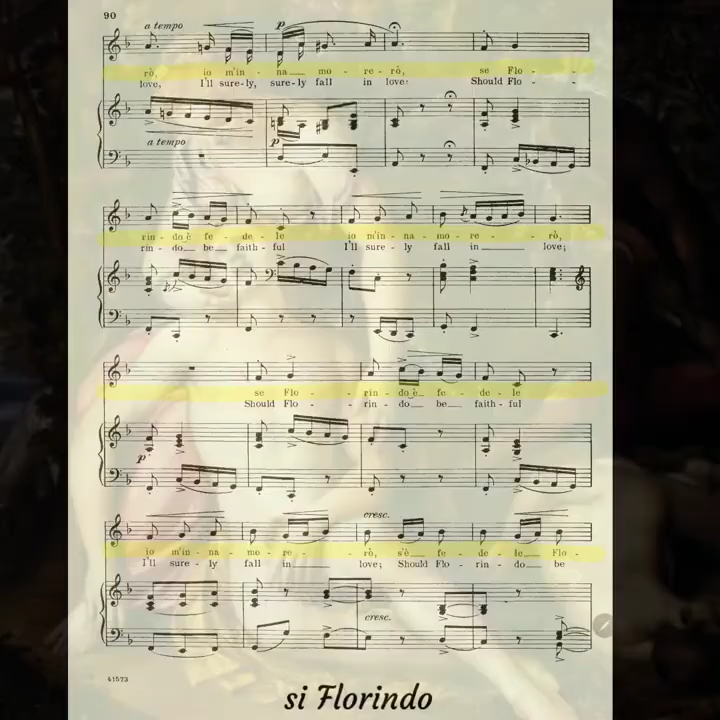 90
a tempo p
rò, io m'in - na - mo - re - rò, se Flo -
love, I'll sure-ly, sure-ly fall in love: Should Flo -
a tempo p
rin - do è fe - de - le io m'in - na - mo - re - rò,
rin - do be faith - ful I'll sure - ly fall in love;
se Flo - rin - do è fe - de - le
Should Flo - rin - do be faith - ful
p
cresc.
io m'in - na - mo - re - rò, s'è fe - de - le Flo -
I'll sure - ly fall in love; Should Flo - rin - do be
cresc.
41573
si Florindo